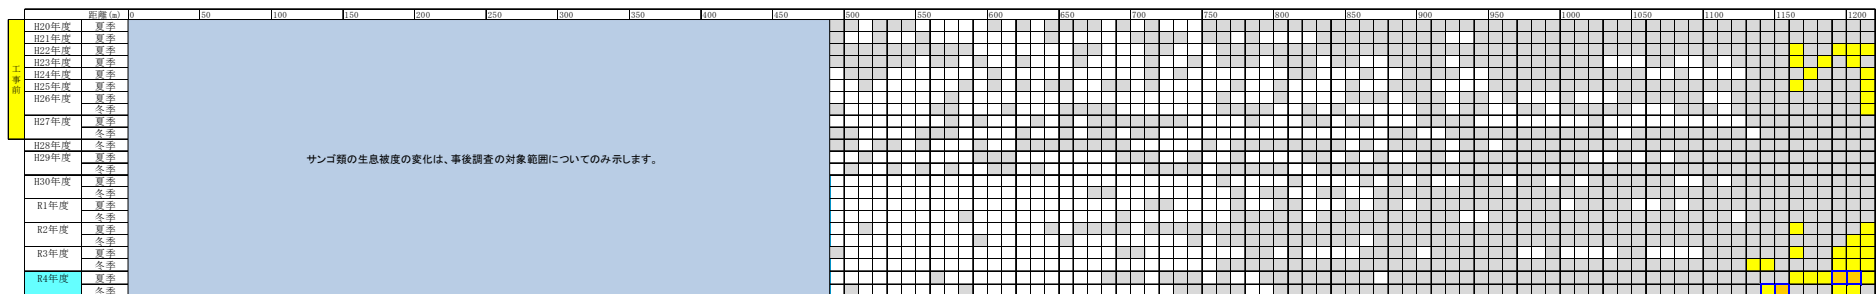 距離(m) 0 50 100 150 200 250 300 350 400 450 500 550 600 650 700 750 800 850 900 950 1000 1050 1100 1150 1200
工事前
H20年度 夏季
H21年度 夏季
H22年度 夏季
H23年度 夏季
H24年度 夏季
H25年度 夏季
H26年度 夏季
冬季
H27年度 夏季
冬季
H28年度 冬季
H29年度 夏季
冬季
サンゴ類の生息被度の変化は、事後調査の対象範囲についてのみ示します。
H30年度 夏季
冬季
R1年度 夏季
冬季
R2年度 夏季
冬季
R3年度 夏季
冬季
R4年度 夏季
冬季